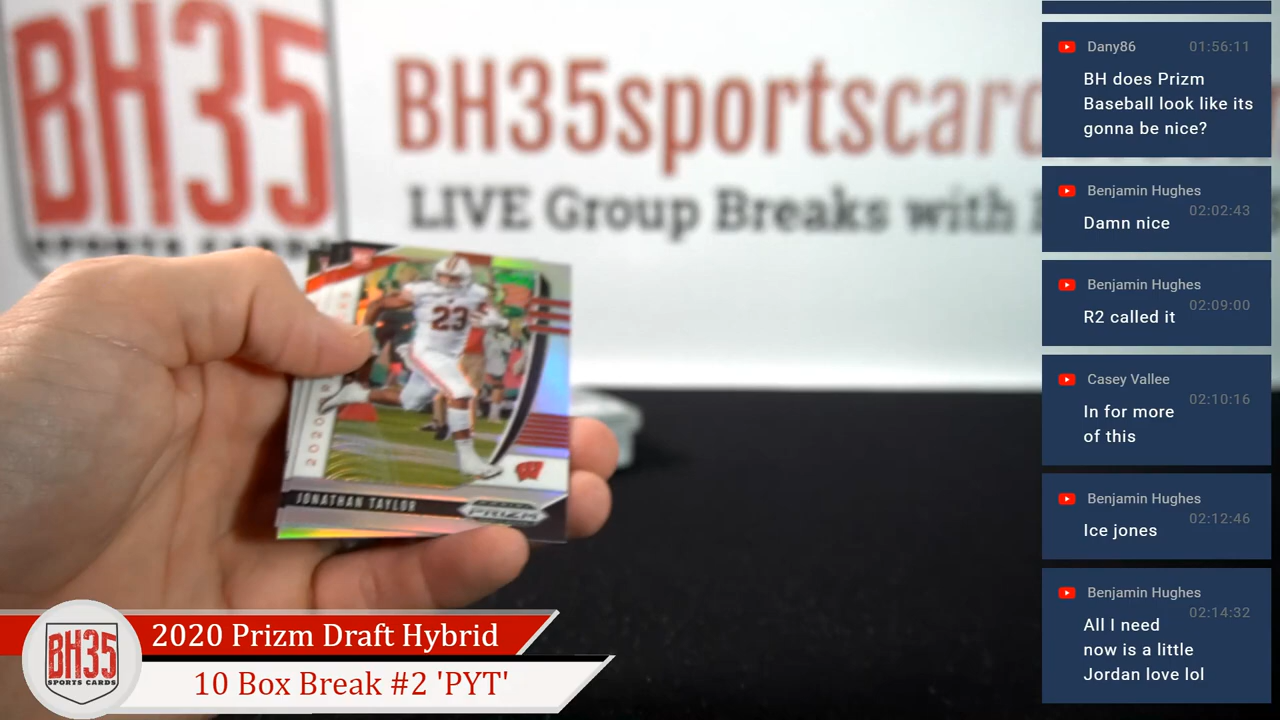 BH35
SPORTS CARDS
BH35sportscard
LIVE Group Breaks with
23
2020
JONATHAN TAYLOR
PRIZM
W
BH35
SPORTS CARDS
2020 Prizm Draft Hybrid
10 Box Break #2 'PYT'
Dany86 01:56:11
BH does Prizm
Baseball look like its
gonna be nice?
Benjamin Hughes
02:02:43
Damn nice
Benjamin Hughes
02:09:00
R2 called it
Casey Vallee
02:10:16
In for more
of this
Benjamin Hughes
02:12:46
Ice jones
Benjamin Hughes
02:14:32
All I need
now is a little
Jordan love lol